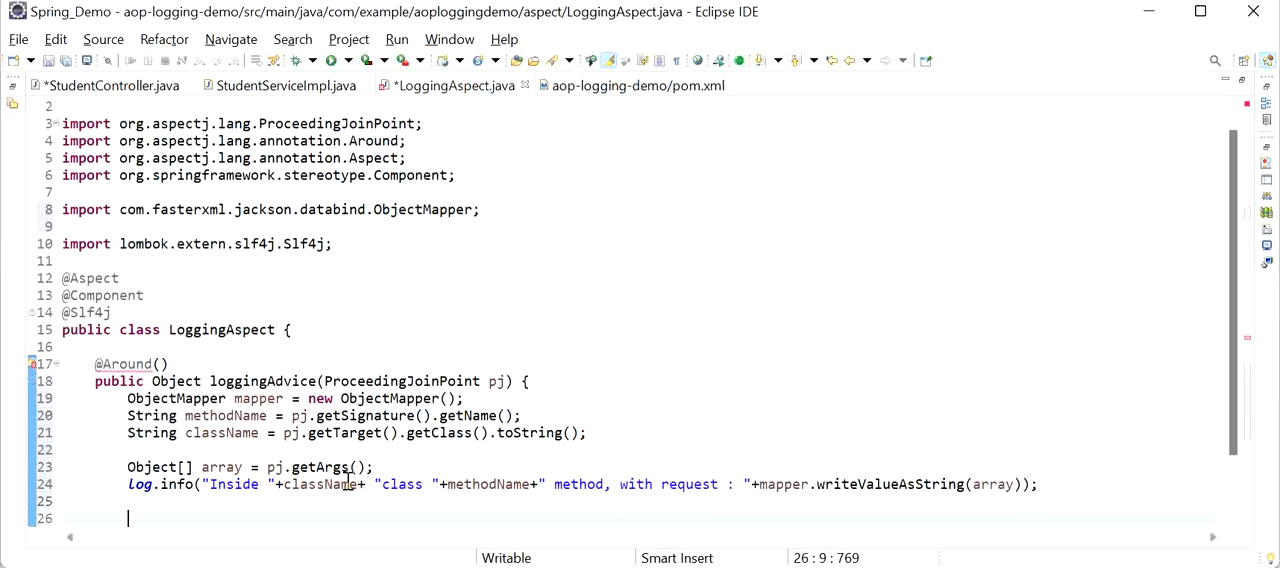 Spring_Demo - aop-logging-demo/src/main/java/com/example/aoploggingdemo/aspect/LoggingAspect.java - Eclipse IDE
File Edit Source Refactor Navigate Search Project Run Window Help
*StudentController.java StudentServiceImpl.java *LoggingAspect.java aop-logging-demo/pom.xml
2
3 import org.aspectj.lang.ProceedingJoinPoint;
4 import org.aspectj.lang.annotation.Around;
5 import org.aspectj.lang.annotation.Aspect;
6 import org.springframework.stereotype.Component;
7
8 import com.fasterxml.jackson.databind.ObjectMapper;
9
10 import lombok.extern.slf4j.Slf4j;
11
12 @Aspect
13 @Component
14 @Slf4j
15 public class LoggingAspect {
16
17 @Around()
18 public Object loggingAdvice(ProceedingJoinPoint pj) {
19 ObjectMapper mapper = new ObjectMapper();
20 String methodName = pj.getSignature().getName();
21 String className = pj.getTarget().getClass().toString();
22
23 Object[] array = pj.getArgs();
24 log.info("Inside "+className+ "class "+methodName+" method, with request : "+mapper.writeValueAsString(array));
25
26
Writable Smart Insert 26 : 9 : 769